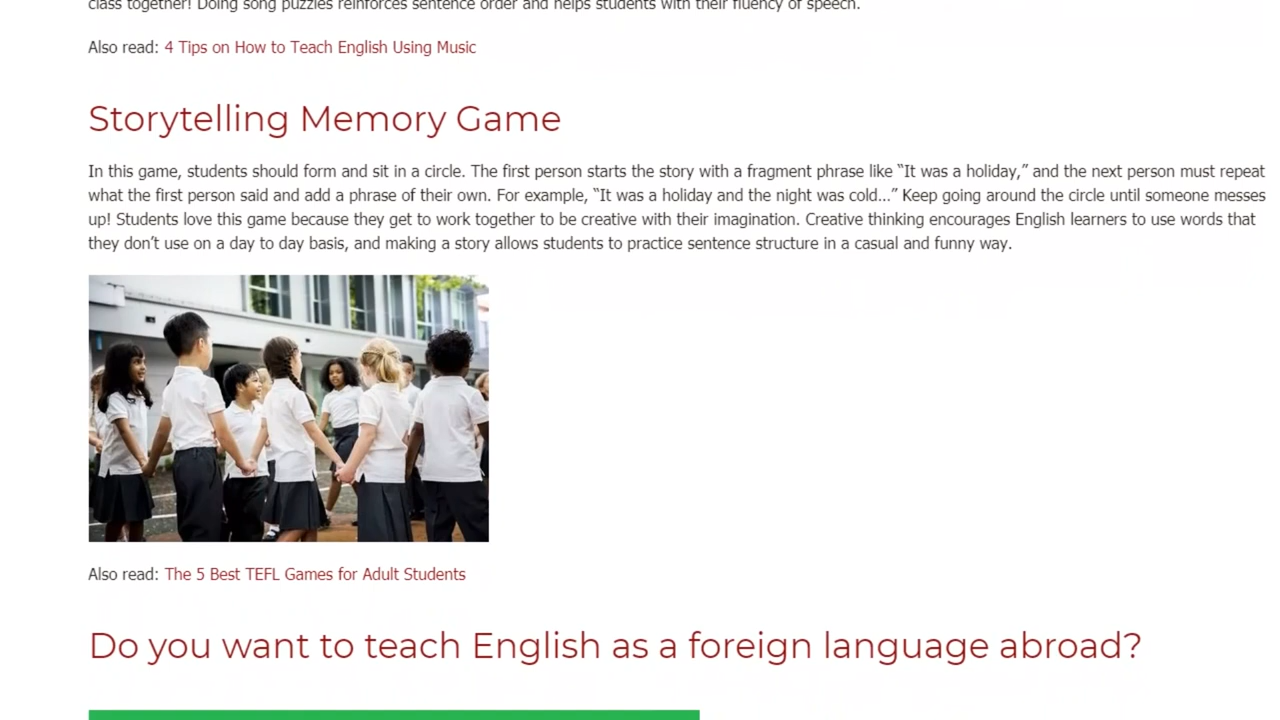 class together! Doing song puzzles reinforces sentence order and helps students with their fluency of speech.
Also read: 4 Tips on How to Teach English Using Music
Storytelling Memory Game
In this game, students should form and sit in a circle. The first person starts the story with a fragment phrase like “It was a holiday,” and the next person must repeat
what the first person said and add a phrase of their own. For example, “It was a holiday and the night was cold...” Keep going around the circle until someone messes
up! Students love this game because they get to work together to be creative with their imagination. Creative thinking encourages English learners to use words that
they don’t use on a day to day basis, and making a story allows students to practice sentence structure in a casual and funny way.
Also read: The 5 Best TEFL Games for Adult Students
Do you want to teach English as a foreign language abroad?